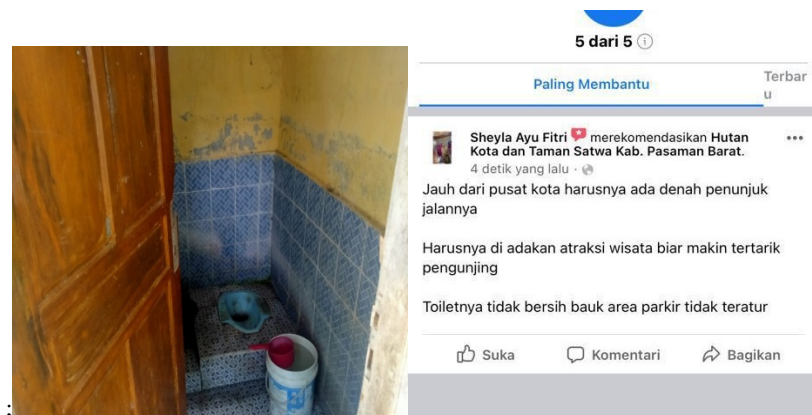 5 dari 5
Paling Membantu
Terbar
u
Sheyla Ayu Fitri merekomendasikan Hutan
Kota dan Taman Satwa Kab. Pasaman Barat.
4 detik yang lalu ·
Jauh dari pusat kota harusnya ada denah penunjuk
jalannya
Harusnya di adakan atraksi wisata biar makin tertarik
pengunjing
Toiletnya tidak bersih bauk area parkir tidak teratur
Suka
Komentari
Bagikan
: